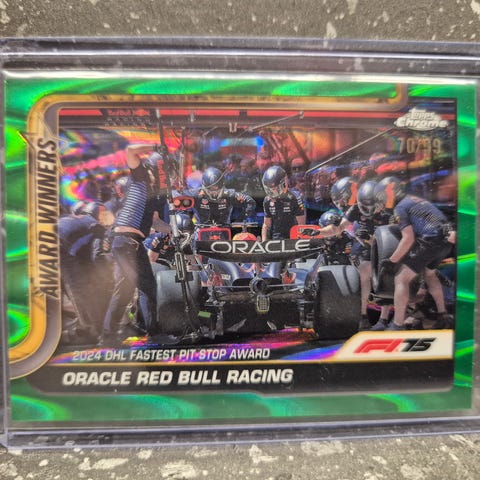 Topps
Chrome
70/99
AWARD WINNERS
ORACLE
2024 DHL FASTEST PIT STOP AWARD
F1 75
ORACLE RED BULL RACING